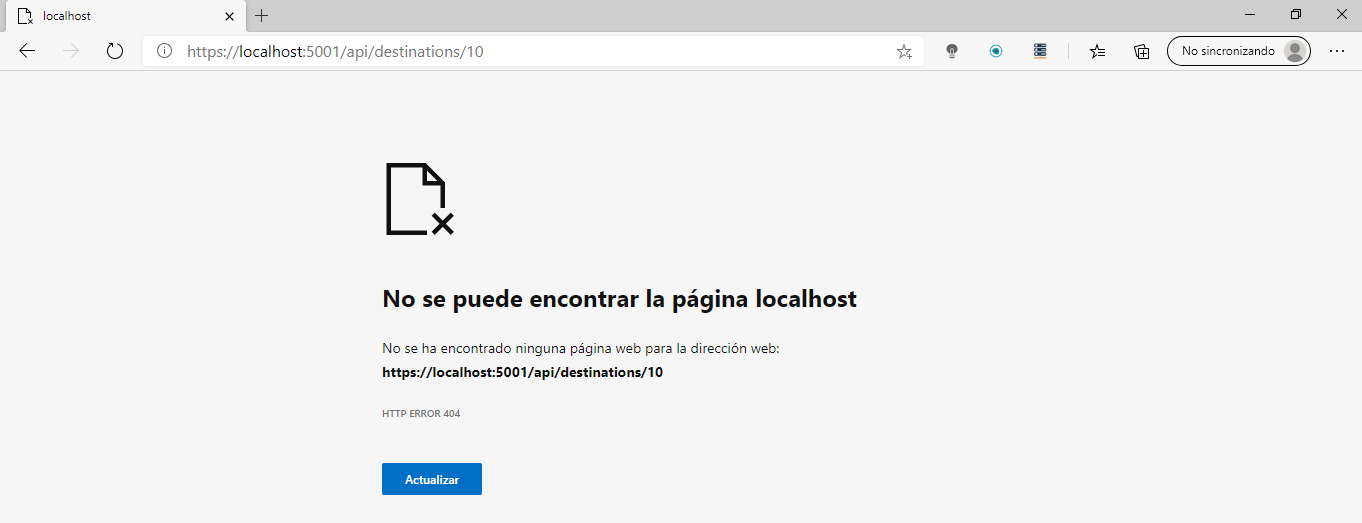 localhost
https://localhost:5001/api/destinations/10
No sincronizando
No se puede encontrar la página localhost
No se ha encontrado ninguna página web para la dirección web:
https://localhost:5001/api/destinations/10
HTTP ERROR 404
Actualizar